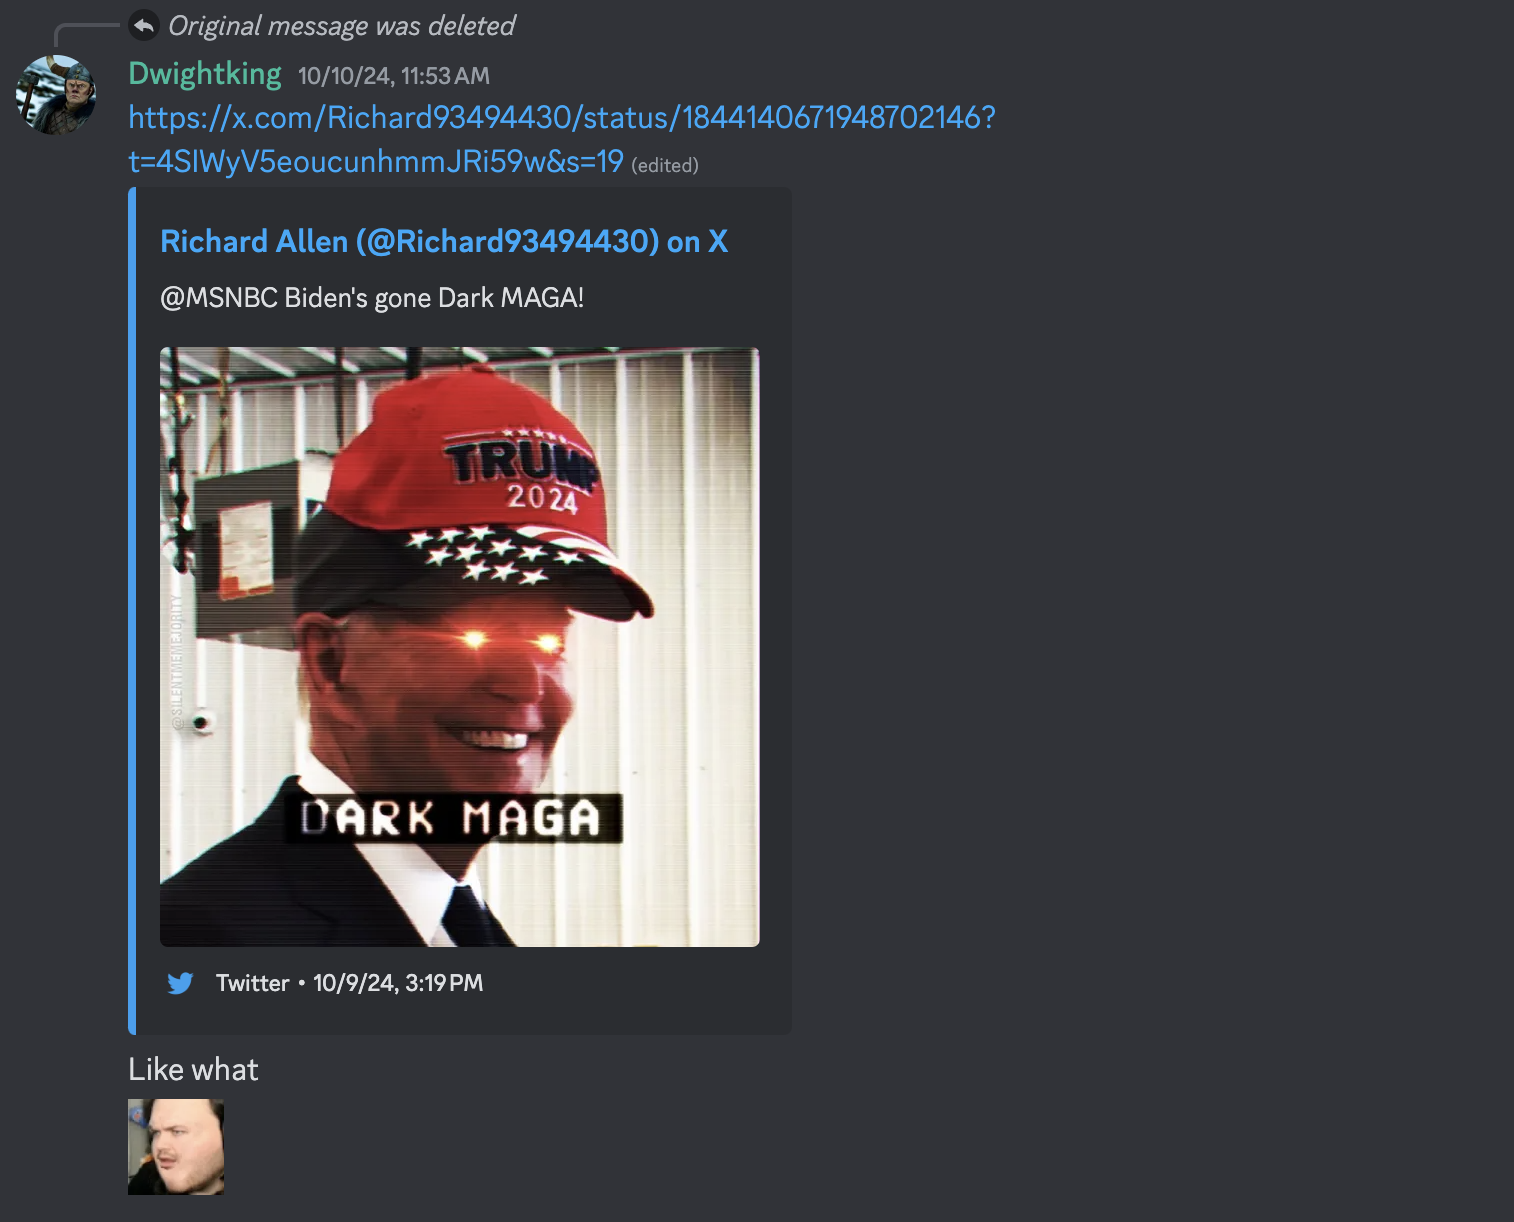 Original message was deleted
Dwightking 10/10/24, 11:53 AM
https://x.com/Richard93494430/status/1844140671948702146?
t=4SlWyV5eoucunhmmJRi59w&s=19 (edited)
Richard Allen (@Richard93494430) on X
@MSNBC Biden's gone Dark MAGA!
TRUMP
2024
@SILENTMEMEJORITY
DARK MAGA
Twitter • 10/9/24, 3:19 PM
Like what